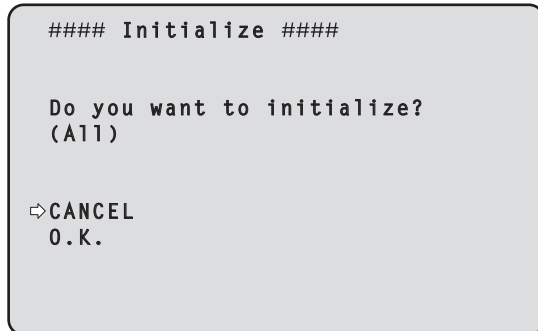 #### Initialize ####
Do you want to initialize?
(All)
⇨CANCEL
O.K.